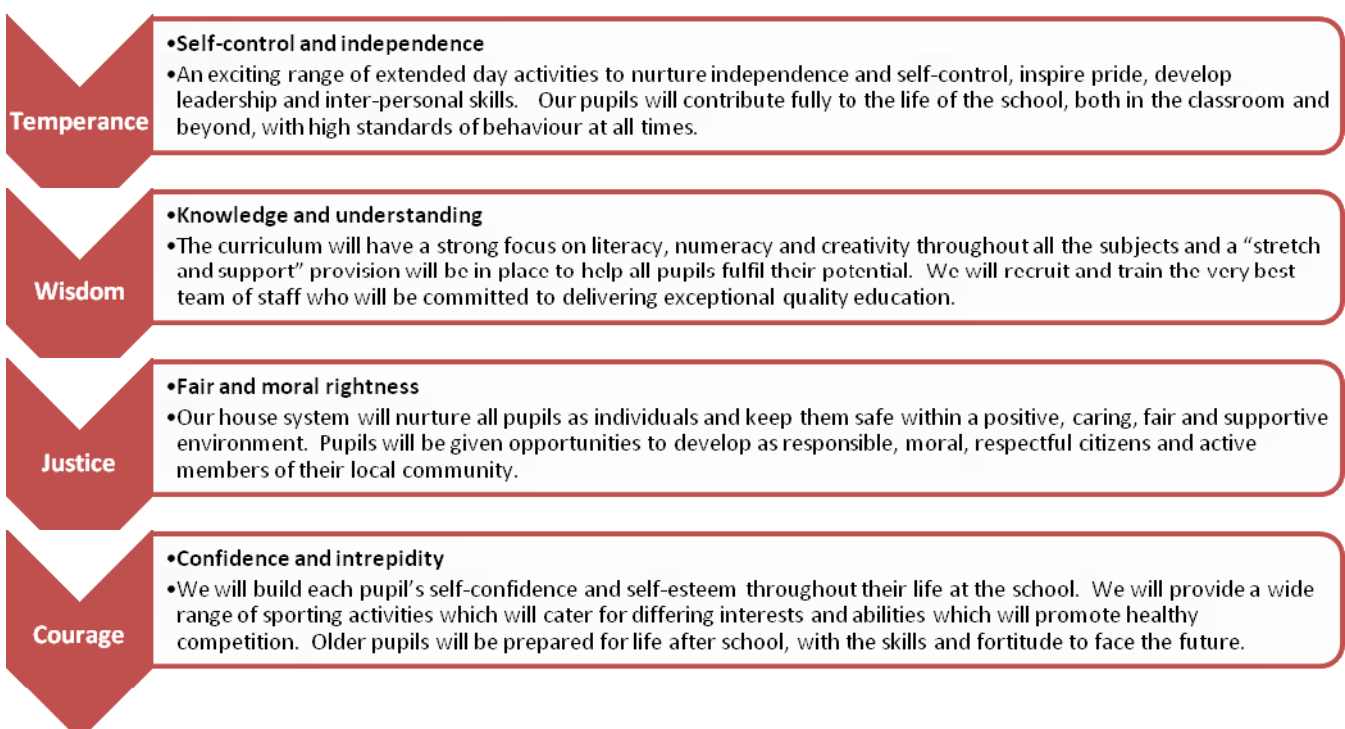 Temperance
•Self-control and independence
•An exciting range of extended day activities to nurture independence and self-control, inspire pride, develop
leadership and inter-personal skills.   Our pupils will contribute fully to the life of the school, both in the classroom and
beyond, with high standards of behaviour at all times.
Wisdom
•Knowledge and understanding
•The curriculum will have a strong focus on literacy, numeracy and creativity throughout all the subjects and a “stretch
and support” provision will be in place to help all pupils fulfil their potential.  We will recruit and train the very best
team of staff who will be committed to delivering exceptional quality education.
Justice
•Fair and moral rightness
•Our house system will nurture all pupils as individuals and keep them safe within a positive, caring, fair and supportive
environment.  Pupils will be given opportunities to develop as responsible, moral, respectful citizens and active
members of their local community.
Courage
•Confidence and intrepidity
•We will build each pupil’s self-confidence and self-esteem throughout their life at the school.  We will provide a wide
range of sporting activities which will cater for differing interests and abilities which will promote healthy
competition.  Older pupils will be prepared for life after school, with the skills and fortitude to face the future.